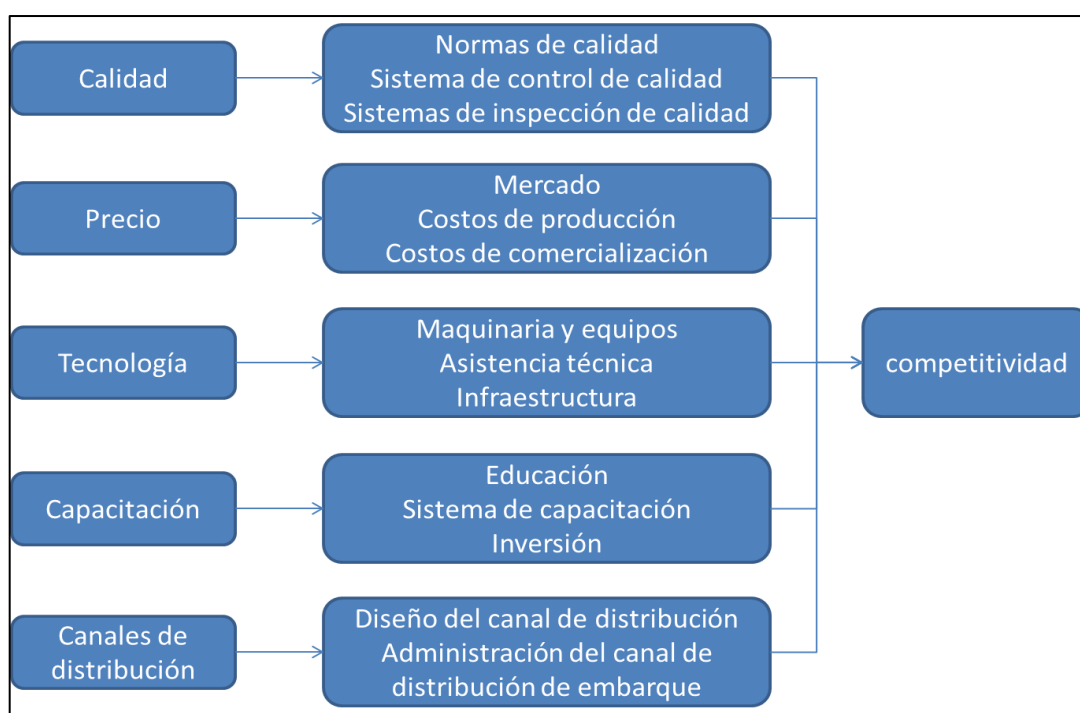 Calidad
Normas de calidad
Sistema de control de calidad
Sistemas de inspección de calidad
Precio
Mercado
Costos de producción
Costos de comercialización
Tecnología
Maquinaria y equipos
Asistencia técnica
Infraestructura
competitividad
Capacitación
Educación
Sistema de capacitación
Inversión
Canales de
distribución
Diseño del canal de distribución
Administración del canal de
distribución de embarque